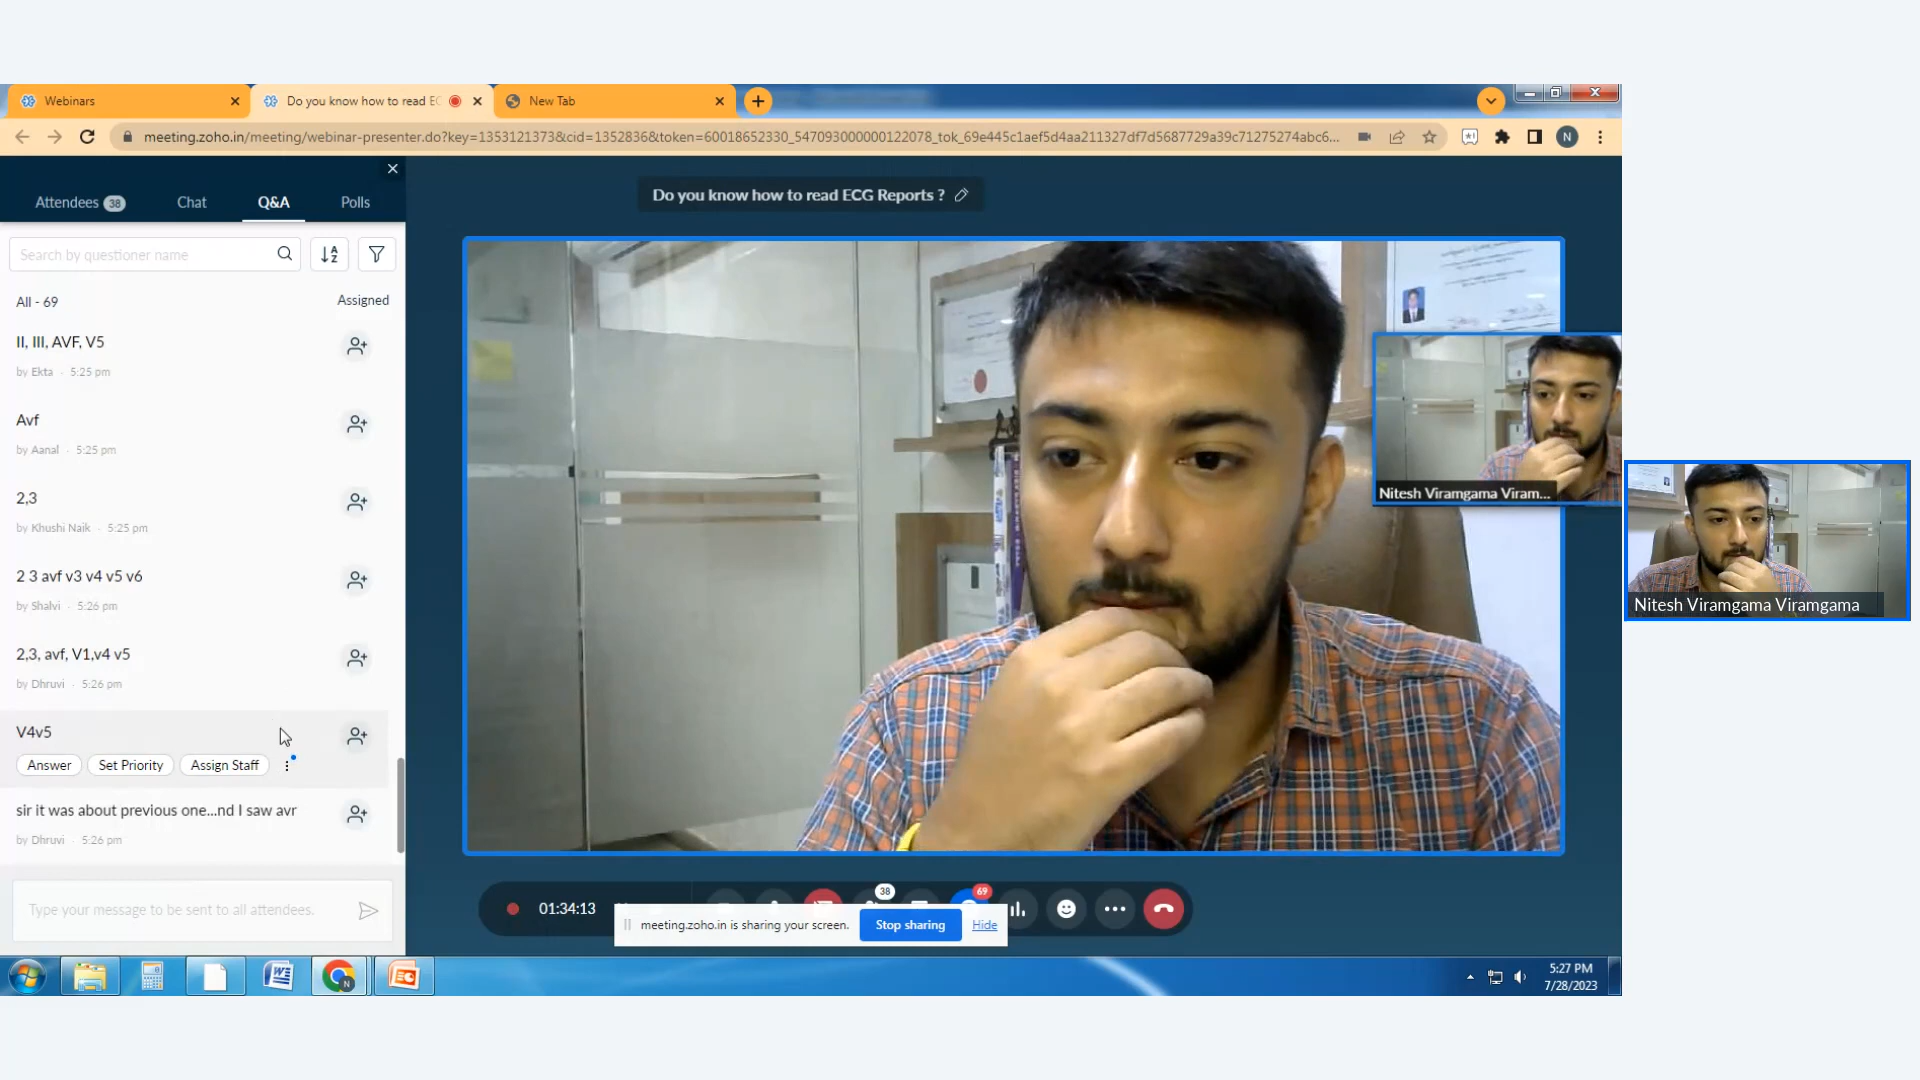 Webinars
Do you know how to read EC
New Tab
meeting.zoho.in/meeting/webinar-presenter.do?key=1353121373&cid=1352836&token=60018652330_547093000000122078_tok_69e445c1aef5d4aa211327df7d5687729a39c71275274abc6...
N
Attendees 38
Chat
Q&A
Polls
Do you know how to read ECG Reports ?
Search by questioner name
All - 69
Assigned
II, III, AVF, V5
by Ekta · 5:25 pm
Avf
by Aanal · 5:25 pm
2,3
by Khushi Naik · 5:25 pm
2 3 avf v3 v4 v5 v6
by Shalvi · 5:26 pm
2,3, avf, V1,v4 v5
by Dhruvi · 5:26 pm
V4v5
Answer
Set Priority
Assign Staff
sir it was about previous one...nd I saw avr
by Dhruvi · 5:26 pm
Type your message to be sent to all attendees.
Nitesh Viramgama Viram...
Nitesh Viramgama Viramgama
01:34:13
38
69
meeting.zoho.in is sharing your screen.
Stop sharing
Hide
5:27 PM
7/28/2023